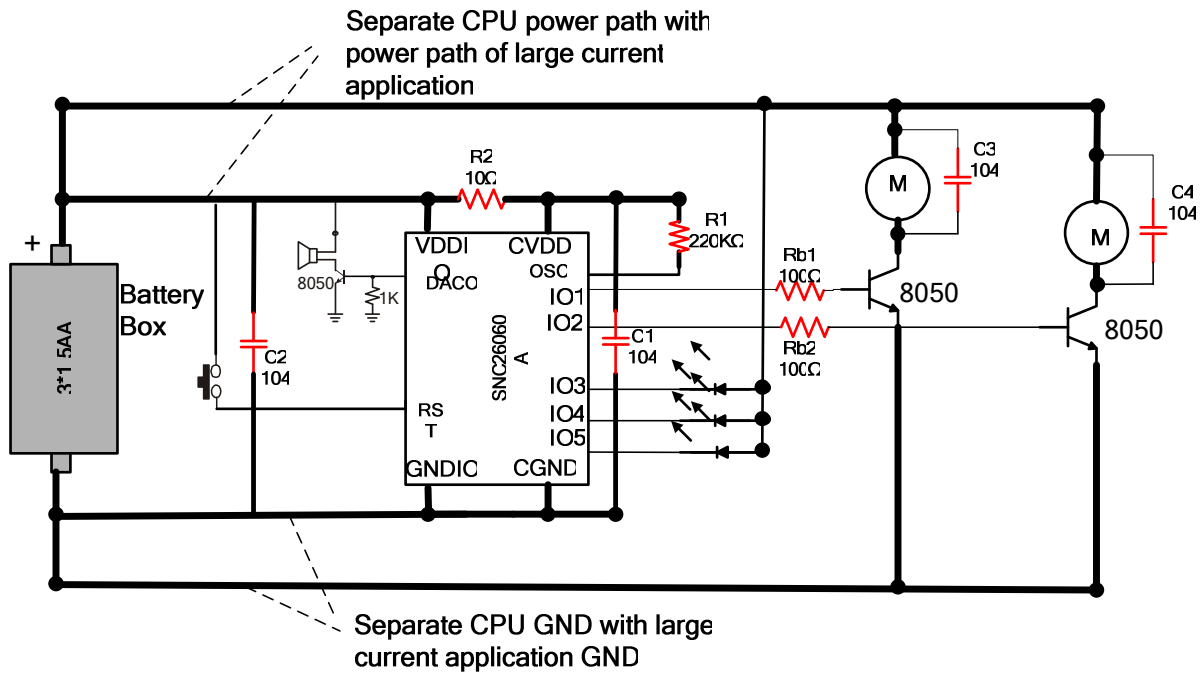 Separate CPU power path with
power path of large current
application
R2
10Ω
C3
104
M
C4
104
M
R1
220KΩ
+
VDDI
O
CVDD
DACO
OSC
Rb1
100Ω
8050
8050
1K
IO1
IO2
8050
Battery
Box
3*1.5AA
C2
104
SNC26060
A
C1
104
Rb2
100Ω
IO3
IO4
IO5
RS
T
GNDIO
CGND
Separate CPU GND with large
current application GND